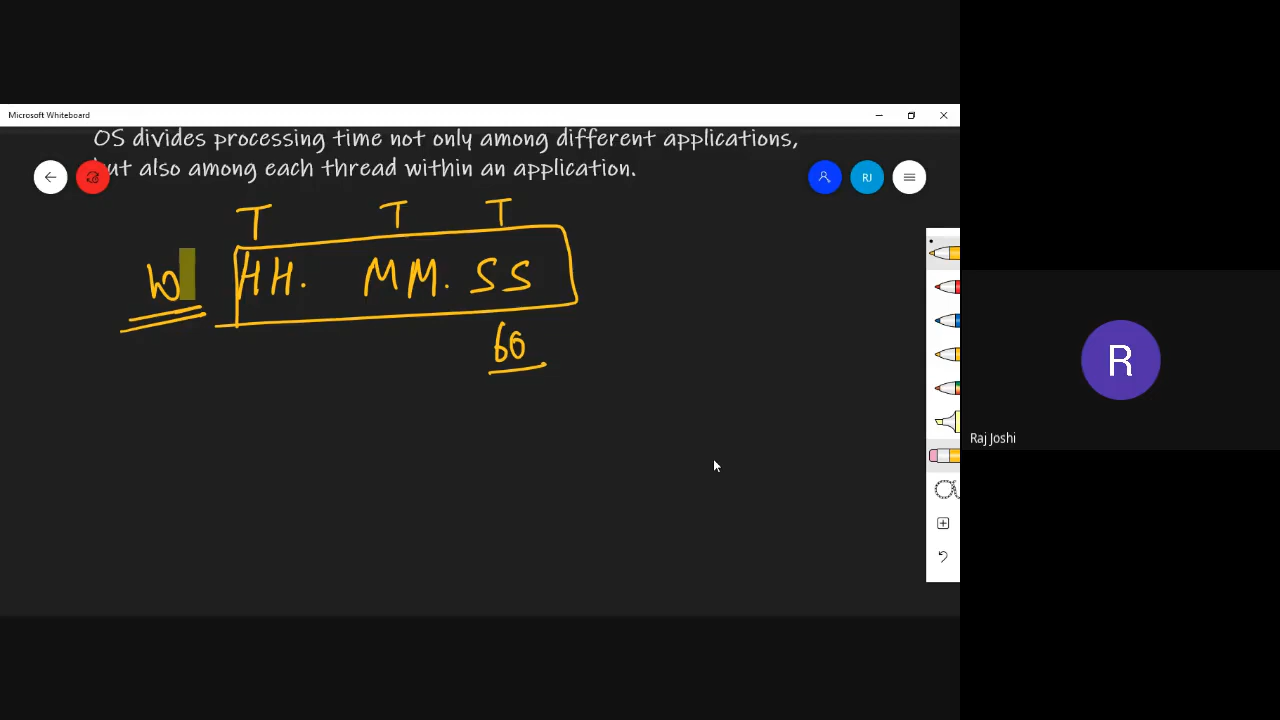 Microsoft Whiteboard
OS divides processing time not only among different applications,
but also among each thread within an application.
RJ
T T T
HH. MM. SS
60
R
Raj Joshi